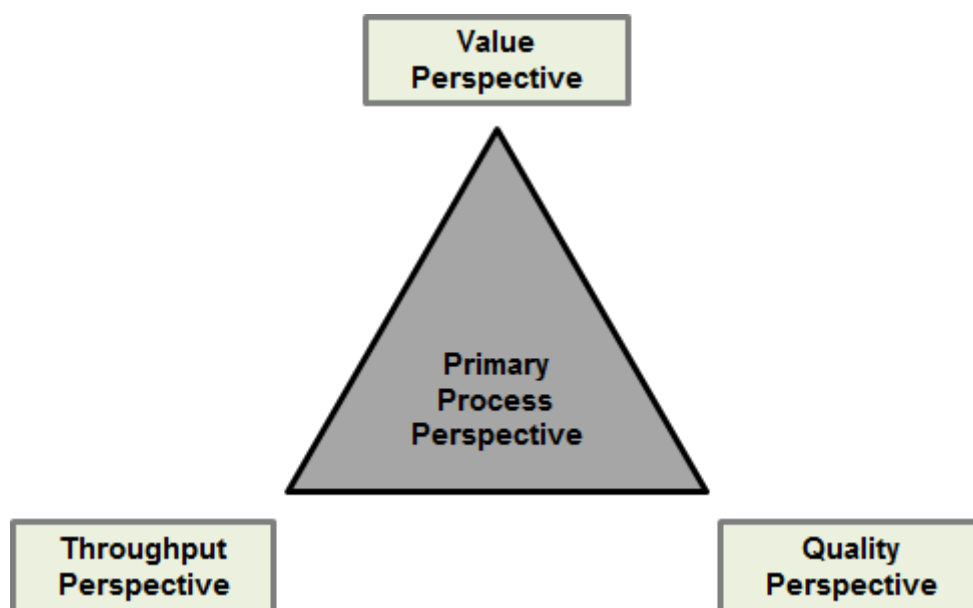 Value
Perspective
Primary
Process
Perspective
Throughput
Perspective
Quality
Perspective